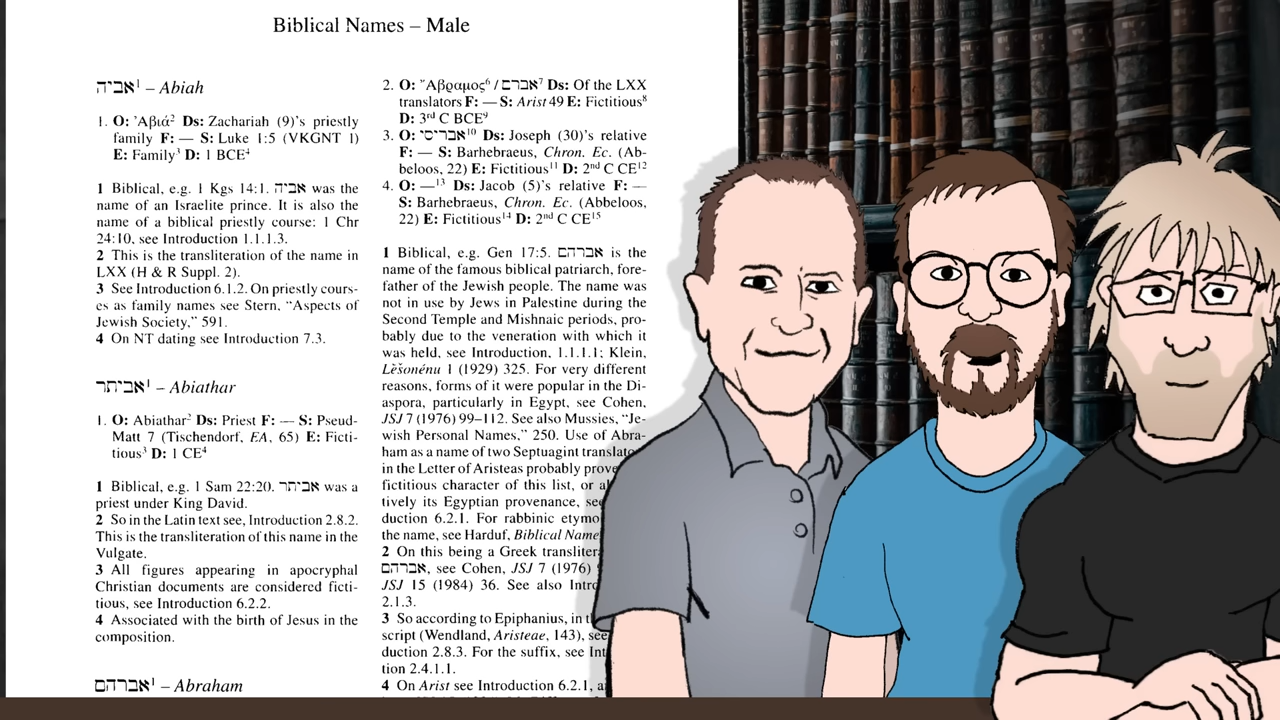 Biblical Names – Male
אביה¹ – Abiah
1. O: Ἀβιά² Ds: Zachariah (9)'s priestly
family F: — S: Luke 1:5 (VKGNT 1)
E: Family³ D: 1 BCE⁴
1 Biblical, e.g. 1 Kgs 14:1. אביה was the
name of an Israelite prince. It is also the
name of a biblical priestly course: 1 Chr
24:10, see Introduction 1.1.1.3.
2 This is the transliteration of the name in
LXX (H & R Suppl. 2).
3 See Introduction 6.1.2. On priestly cours-
es as family names see Stern, “Aspects of
Jewish Society,” 591.
4 On NT dating see Introduction 7.3.
אביתר¹ – Abiathar
1. O: Abiathar² Ds: Priest F: — S: Pseud-
Matt 7 (Tischendorf, EA, 65) E: Ficti-
tious³ D: 1 CE⁴
1 Biblical, e.g. 1 Sam 22:20. אביתר was a
priest under King David.
2 So in the Latin text see, Introduction 2.8.2.
This is the transliteration of this name in the
Vulgate.
3 All figures appearing in apocryphal
Christian documents are considered ficti-
tious, see Introduction 6.2.2.
4 Associated with the birth of Jesus in the
composition.
אברהם¹ – Abraham
2. O: Ἄβραμος⁶ / אברם⁷ Ds: Of the LXX
translators F: — S: Arist 49 E: Fictitious⁸
D: 3rd C BCE⁹
3. O: אבריסי¹⁰ Ds: Joseph (30)'s relative
F: — S: Barhebraeus, Chron. Ec. (Ab-
beloos, 22) E: Fictitious¹¹ D: 2nd C CE¹²
4. O: —¹³ Ds: Jacob (5)'s relative F: —
S: Barhebraeus, Chron. Ec. (Abbeloos,
22) E: Fictitious¹⁴ D: 2nd C CE¹⁵
1 Biblical, e.g. Gen 17:5. אברהם is the
name of the famous biblical patriarch, fore-
father of the Jewish people. The name was
not in use by Jews in Palestine during the
Second Temple and Mishnaic periods, pro-
bably due to the veneration with which it
was held, see Introduction, 1.1.1.1; Klein,
Lĕšonénu 1 (1929) 325. For very different
reasons, forms of it were popular in the Di-
aspora, particularly in Egypt, see Cohen,
JSJ 7 (1976) 99–112. See also Mussies, “Je-
wish Personal Names,” 250. Use of Abra-
ham as a name of two Septuagint translato
in the Letter of Aristeas probably prove
fictitious character of this list, or al
tively its Egyptian provenance, see
duction 6.2.1. For rabbinic etymo
the name, see Harduf, Biblical Name
2 On this being a Greek translitera
אברהם, see Cohen, JSJ 7 (1976)
JSJ 15 (1984) 36. See also Intro
2.1.3.
3 So according to Epiphanius, in t
script (Wendland, Aristeae, 143), see
duction 2.8.3. For the suffix, see Int
tion 2.4.1.1.
4 On Arist see Introduction 6.2.1, a